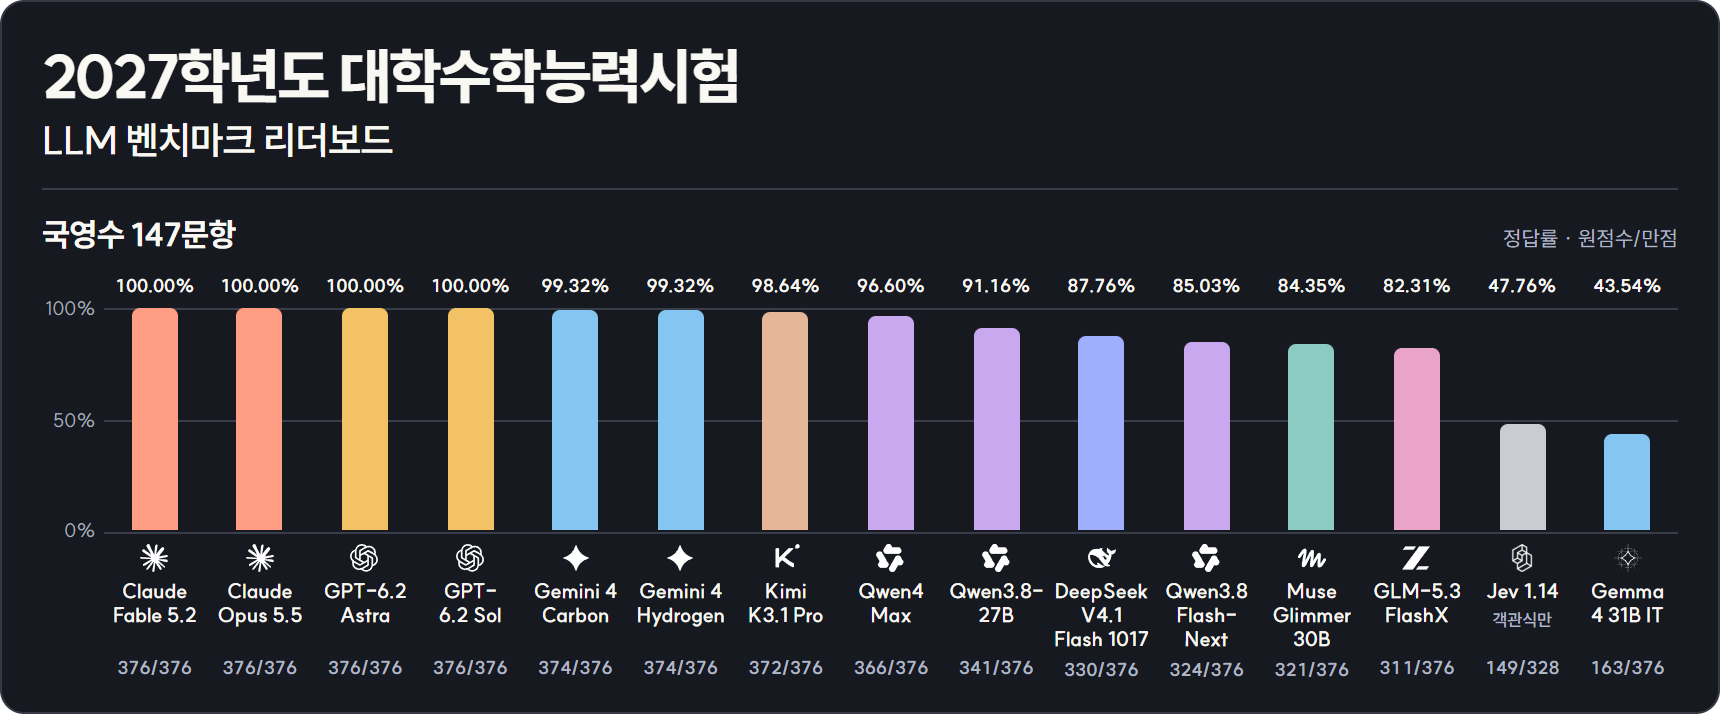 2027학년도 대학수학능력시험
LLM 벤치마크 리더보드
국영수 147문항
정답률 · 원점수/만점
100.00% 100.00% 100.00% 100.00% 99.32% 99.32% 98.64% 96.60% 91.16% 87.76% 85.03% 84.35% 82.31% 47.76% 43.54%
100%
50%
0%
Claude
Fable 5.2
376/376
Claude
Opus 5.5
376/376
GPT-6.2
Astra
376/376
GPT-
6.2 Sol
376/376
Gemini 4
Carbon
374/376
Gemini 4
Hydrogen
374/376
Kimi
K3.1 Pro
372/376
Qwen4
Max
366/376
Qwen3.8-
27B
341/376
DeepSeek
V4.1
Flash 1017
330/376
Qwen3.8
Flash-
Next
324/376
Muse
Glimmer
30B
321/376
GLM-5.3
FlashX
311/376
Jev 1.14
객관식만
149/328
Gemma
4 31B IT
163/376